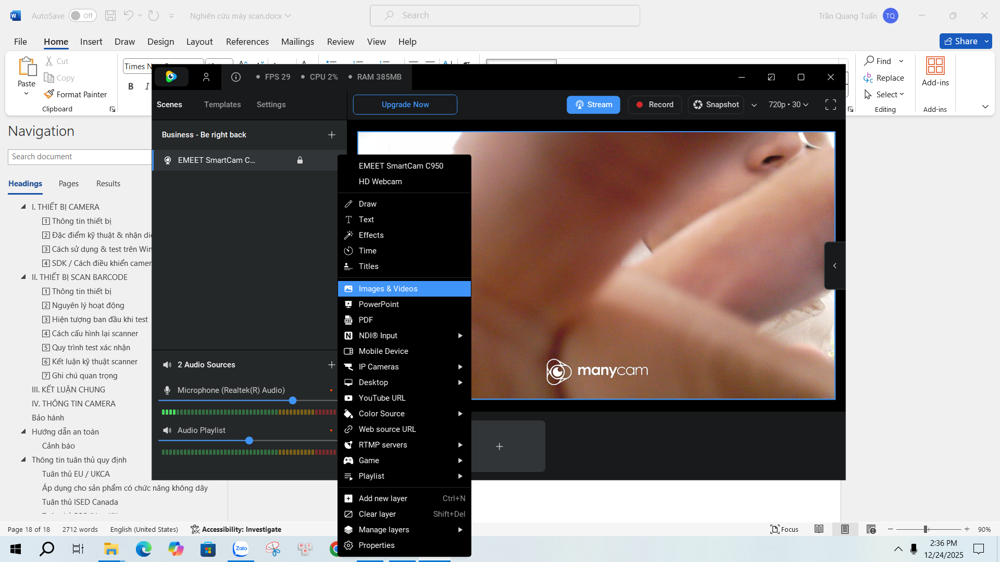 AutoSave Off
Nghiên cứu máy scan.docx
Search
Trần Quang Tuấn TQ
File Home Insert Draw Design Layout References Mailings Review View Help
Share
Paste
Cut
Copy
Format Painter
Clipboard
Times N
B I
Find
Replace
Select
Editing
Add-ins
Add-ins
FPS 29 CPU 2% RAM 385MB
Scenes Templates Settings
Upgrade Now
Stream Record Snapshot 720p • 30
Business - Be right back
EMEET SmartCam C...
Navigation
Search document
Headings Pages Results
I. THIẾT BỊ CAMERA
1 Thông tin thiết bị
2 Đặc điểm kỹ thuật & nhận diệ
3 Cách sử dụng & test trên Win
4 SDK / Cách điều khiển camer
II. THIẾT BỊ SCAN BARCODE
1 Thông tin thiết bị
2 Nguyên lý hoạt động
3 Hiện tượng ban đầu khi test
4 Cách cấu hình lại scanner
5 Quy trình test xác nhận
6 Kết luận kỹ thuật scanner
7 Ghi chú quan trọng
III. KẾT LUẬN CHUNG
IV. THÔNG TIN CAMERA
Bảo hành
Hướng dẫn an toàn
Cảnh báo
Thông tin tuân thủ quy định
Tuân thủ EU / UKCA
Áp dụng cho sản phẩm có chức năng không dây
Tuân thủ ISED Canada
2 Audio Sources
Microphone (Realtek(R) Audio)
Audio Playlist
EMEET SmartCam C950
HD Webcam
Draw
Text
Effects
Time
Titles
Images & Videos
PowerPoint
PDF
NDI® Input
Mobile Device
IP Cameras
Desktop
YouTube URL
Color Source
Web source URL
RTMP servers
Game
Playlist
Add new layer Ctrl+N
Clear layer Shift+Del
Manage layers
Properties
manycam
Page 18 of 18 2712 words English (United States) Accessibility: Investigate
Focus 90%
Zalo
2:36 PM
12/24/2025